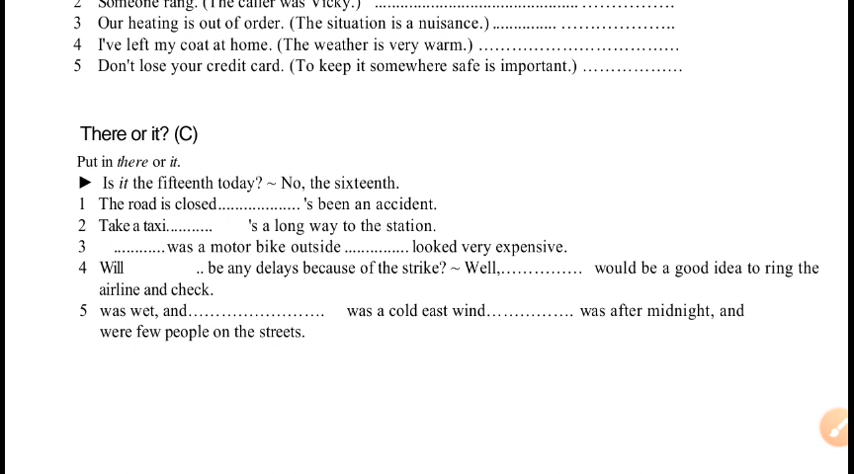 2 Someone rang. (The caller was Vicky.) ............................................................
3 Our heating is out of order. (The situation is a nuisance.) ............... ......................
4 I've left my coat at home. (The weather is very warm.) ....................................
5 Don't lose your credit card. (To keep it somewhere safe is important.) ..................
There or it? (C)
Put in there or it.
► Is it the fifteenth today? ~ No, the sixteenth.
1 The road is closed................... 's been an accident.
2 Take a taxi........... 's a long way to the station.
3 ............was a motor bike outside ............... looked very expensive.
4 Will .. be any delays because of the strike? ~ Well,............... would be a good idea to ring the
airline and check.
5 was wet, and......................... was a cold east wind................ was after midnight, and
were few people on the streets.